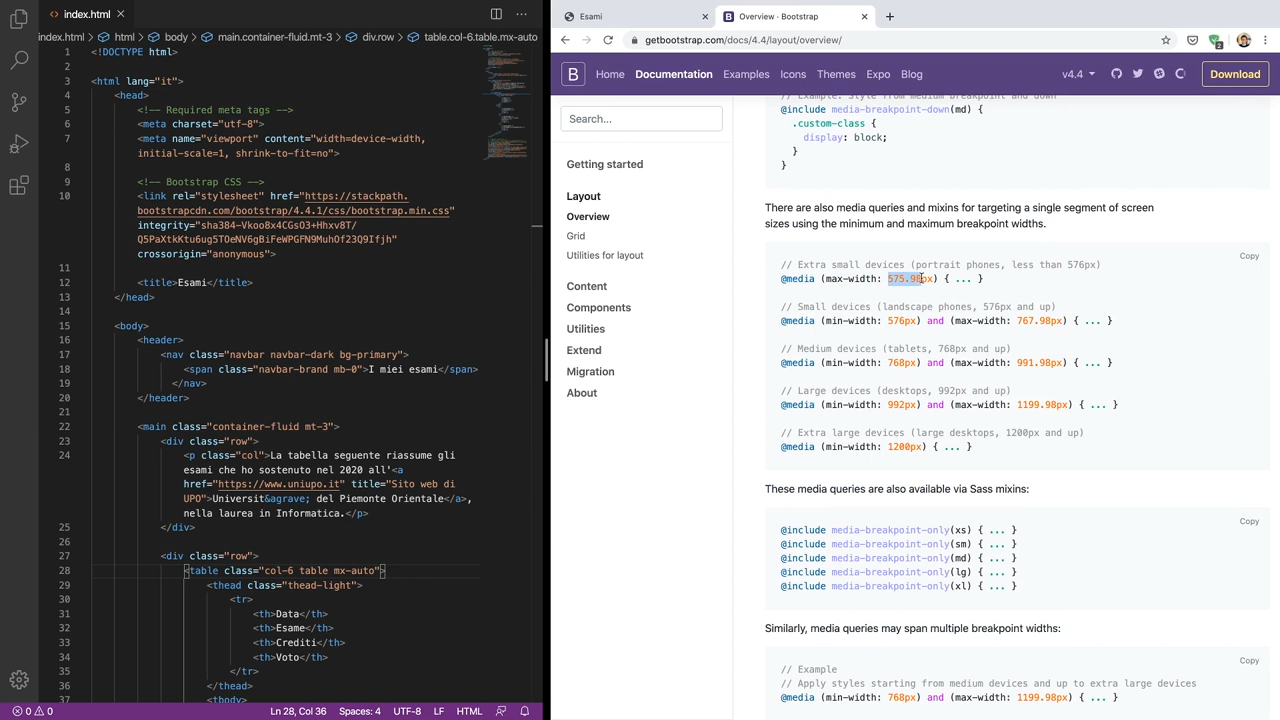 index.html
index.html > html > body > main.container-fluid.mt-3 > div.row > table.col-6.table.mx-auto
1 <!DOCTYPE html>
2
3 <html lang="it">
4 <head>
5 <!-- Required meta tags -->
6 <meta charset="utf-8">
7 <meta name="viewport" content="width=device-width,
initial-scale=1, shrink-to-fit=no">
8
9 <!-- Bootstrap CSS -->
10 <link rel="stylesheet" href="https://stackpath.
bootstrapcdn.com/bootstrap/4.4.1/css/bootstrap.min.css"
integrity="sha384-Vkoo8x4CGsO3+Hhxv8T/
Q5PaXtkKtu6ug5TOeNV6gBiFeWPGFN9MuhOf23Q9Ifjh"
crossorigin="anonymous">
11
12 <title>Esami</title>
13 </head>
14
15 <body>
16 <header>
17 <nav class="navbar navbar-dark bg-primary">
18 <span class="navbar-brand mb-0">I miei esami</span>
19 </nav>
20 </header>
21
22 <main class="container-fluid mt-3">
23 <div class="row">
24 <p class="col">La tabella seguente riassume gli
esami che ho sostenuto nel 2020 all'<a
href="https://www.uniupo.it" title="Sito web di
UPO">Universit&agrave; del Piemonte Orientale</a>,
nella laurea in Informatica.</p>
25 </div>
26
27 <div class="row">
28 <table class="col-6 table mx-auto">
29 <thead class="thead-light">
30 <tr>
31 <th>Data</th>
32 <th>Esame</th>
33 <th>Crediti</th>
34 <th>Voto</th>
35 </tr>
36 </thead>
37 <tbody>
0 0
Ln 28, Col 36 Spaces: 4 UTF-8 LF HTML
Esami
Overview · Bootstrap
getbootstrap.com/docs/4.4/layout/overview/
2
B Home Documentation Examples Icons Themes Expo Blog v4.4 Download
Search...
Getting started
Layout
Overview
Grid
Utilities for layout
Content
Components
Utilities
Extend
Migration
About
// Example: Style from medium breakpoint and down
@include media-breakpoint-down(md) {
.custom-class {
display: block;
}
}
There are also media queries and mixins for targeting a single segment of screen
sizes using the minimum and maximum breakpoint widths.
Copy
// Extra small devices (portrait phones, less than 576px)
@media (max-width: 575.98px) { ... }
// Small devices (landscape phones, 576px and up)
@media (min-width: 576px) and (max-width: 767.98px) { ... }
// Medium devices (tablets, 768px and up)
@media (min-width: 768px) and (max-width: 991.98px) { ... }
// Large devices (desktops, 992px and up)
@media (min-width: 992px) and (max-width: 1199.98px) { ... }
// Extra large devices (large desktops, 1200px and up)
@media (min-width: 1200px) { ... }
These media queries are also available via Sass mixins:
Copy
@include media-breakpoint-only(xs) { ... }
@include media-breakpoint-only(sm) { ... }
@include media-breakpoint-only(md) { ... }
@include media-breakpoint-only(lg) { ... }
@include media-breakpoint-only(xl) { ... }
Similarly, media queries may span multiple breakpoint widths:
Copy
// Example
// Apply styles starting from medium devices and up to extra large devices
@media (min-width: 768px) and (max-width: 1199.98px) { ... }